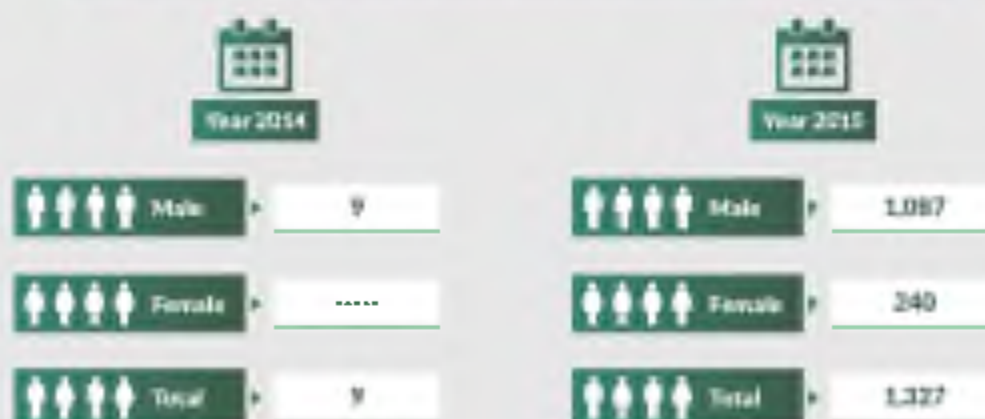 Year 2014
Male 9
Female -----
Total 9
Year 2015
Male 1,087
Female 240
Total 1,327